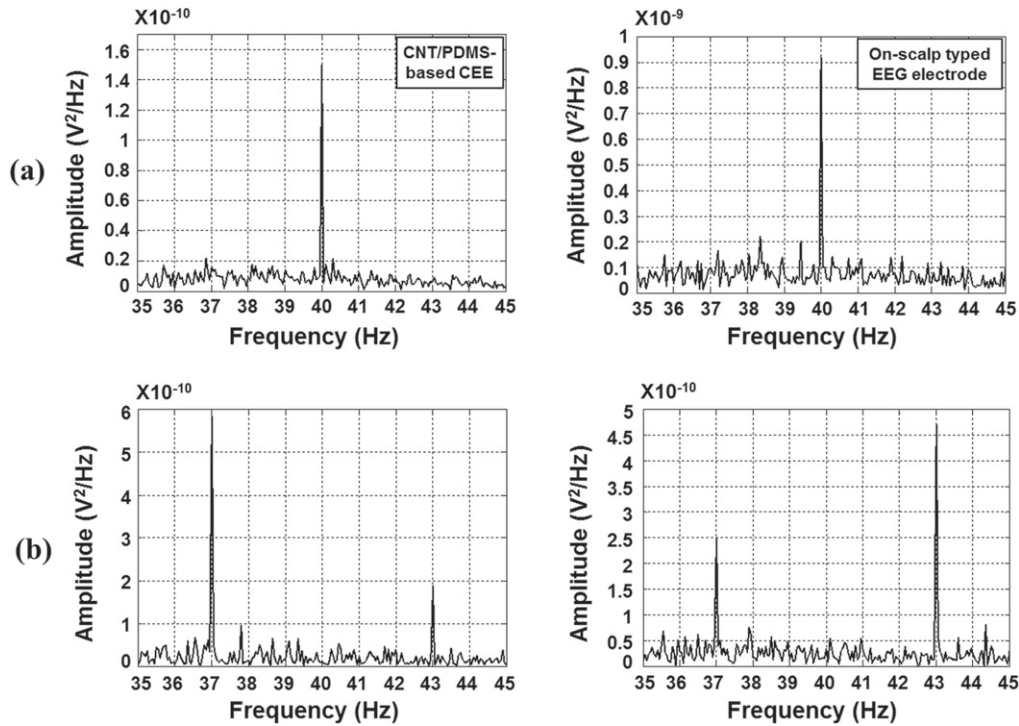 X10-10
1.6
1.4
1.2
1
0.8
0.6
0.4
0.2
0
Amplitude (V2/Hz)
CNT/PDMS-
based CEE
35 36 37 38 39 40 41 42 43 44 45
Frequency (Hz)
(a)
X10-9
1
0.9
0.8
0.7
0.6
0.5
0.4
0.3
0.2
0.1
0
Amplitude (V2/Hz)
On-scalp typed
EEG electrode
35 36 37 38 39 40 41 42 43 44 45
Frequency (Hz)
(b)
X10-10
6
5
4
3
2
1
0
Amplitude (V2/Hz)
35 36 37 38 39 40 41 42 43 44 45
Frequency (Hz)
X10-10
5
4.5
4
3.5
3
2.5
2
1.5
1
0.5
0
Amplitude (V2/Hz)
35 36 37 38 39 40 41 42 43 44 45
Frequency (Hz)